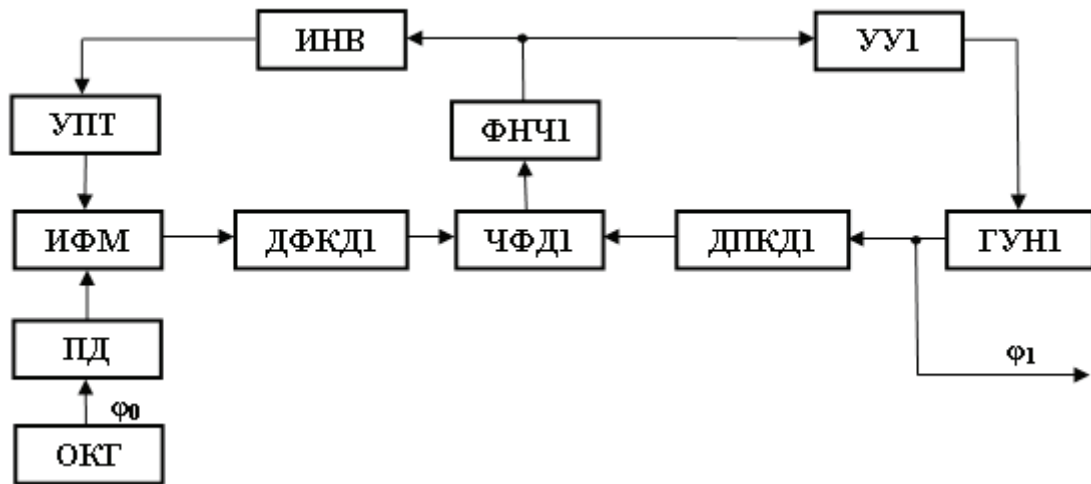 ИНВ
УУ1
УПТ
ФНЧ1
ИФМ
ДФКД1
ЧФД1
ДПКД1
ГУН1
ПД
φ1
φ0
ОКГ